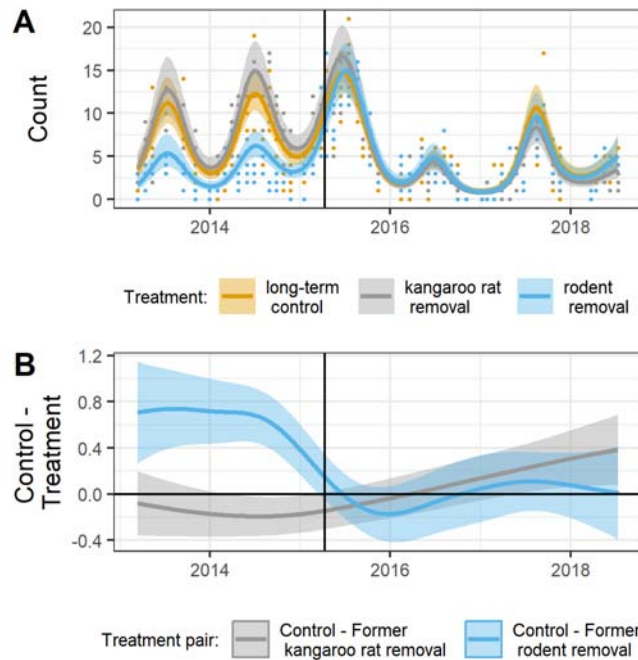 A
Count
20
15
10
5
0
2014
2016
2018
Treatment:
long-term
control
kangaroo rat
removal
rodent
removal
B
Control -
Treatment
1.2
0.8
0.4
0.0
-0.4
2014
2016
2018
Treatment pair:
Control - Former
kangaroo rat removal
Control - Former
rodent removal